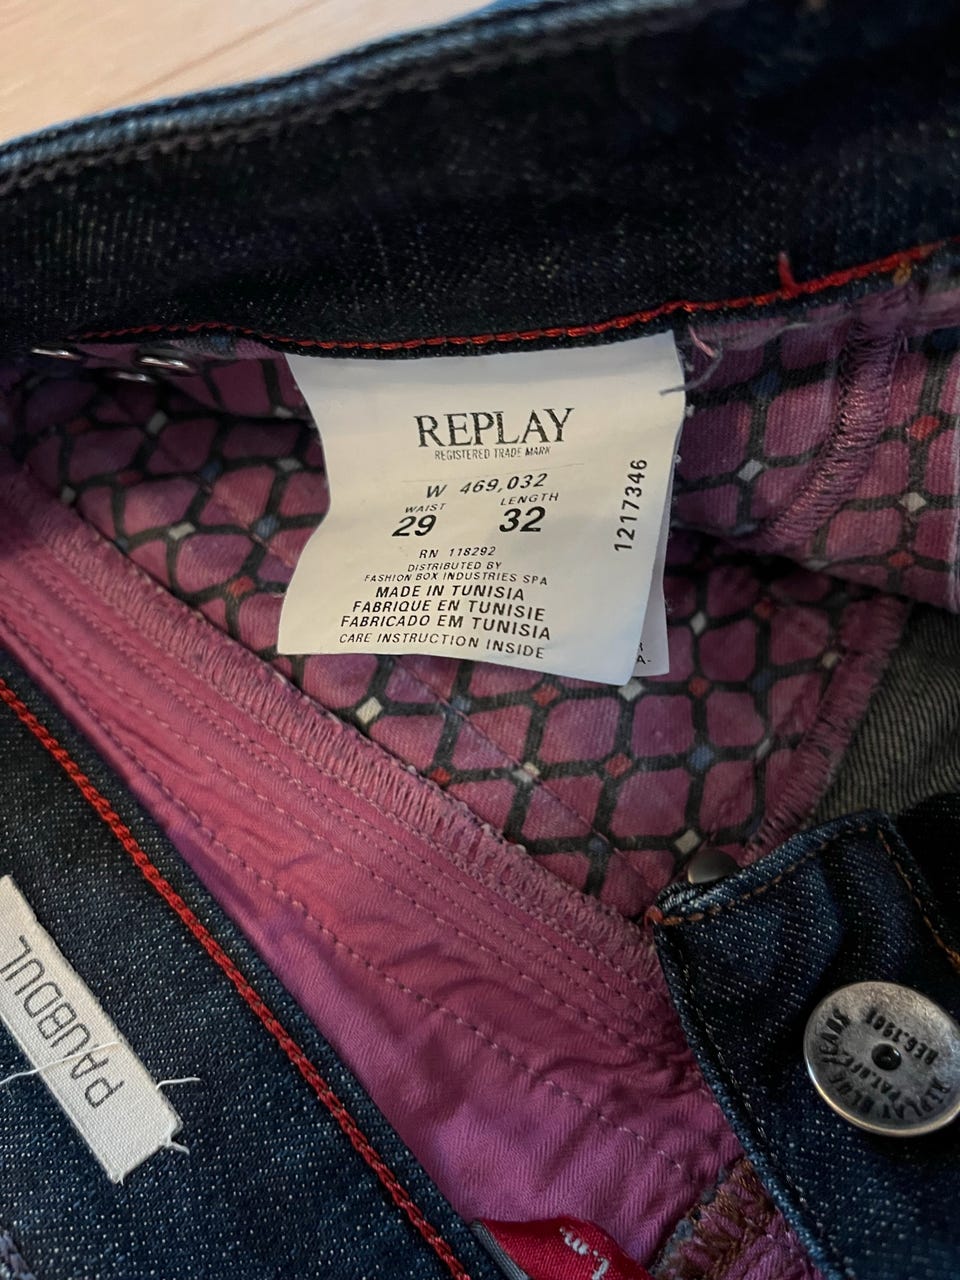 REPLAY
REGISTERED TRADE MARK
W 469,032
WAIST LENGTH
29 32
RN 118292
DISTRIBUTED BY
FASHION BOX INDUSTRIES SPA
MADE IN TUNISIA
FABRIQUE EN TUNISIE
FABRICADO EM TUNISIA
CARE INSTRUCTION INSIDE
1217346
A-
PAUBDUL
REPLAY BLUE JEANS
REG.1981